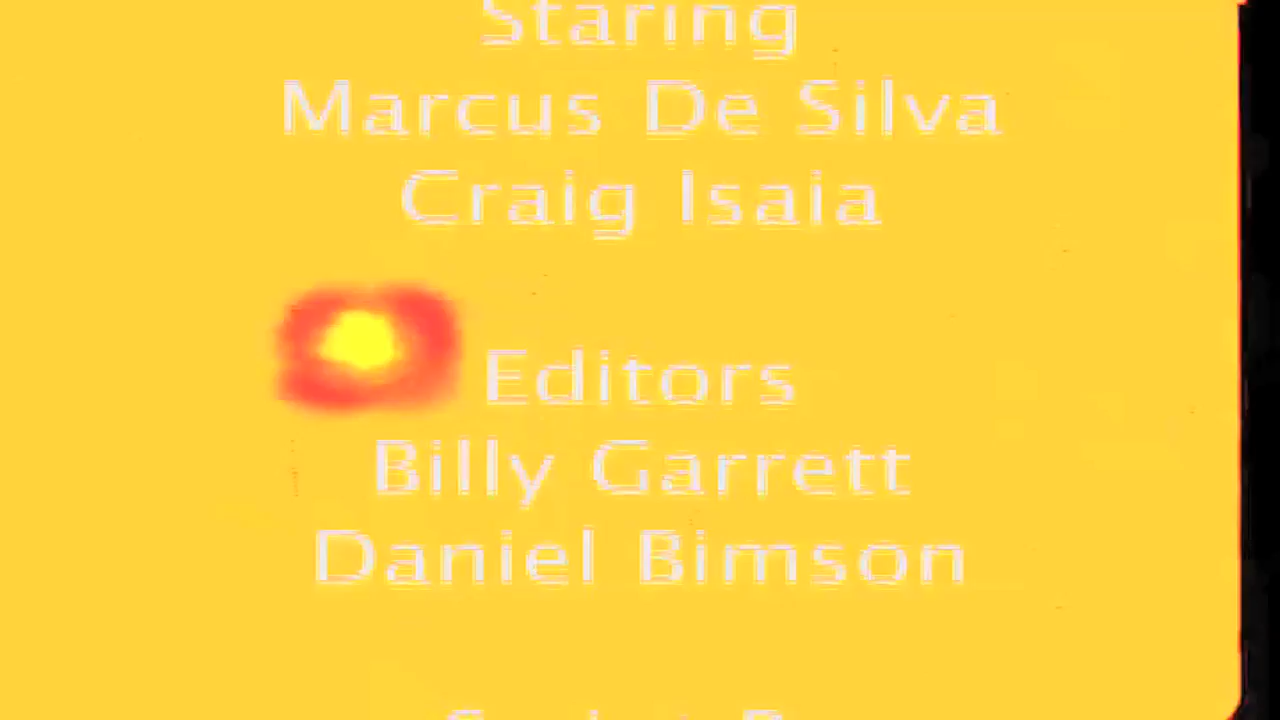 Staring
Marcus De Silva
Craig Isaia
Editors
Billy Garrett
Daniel Bimson